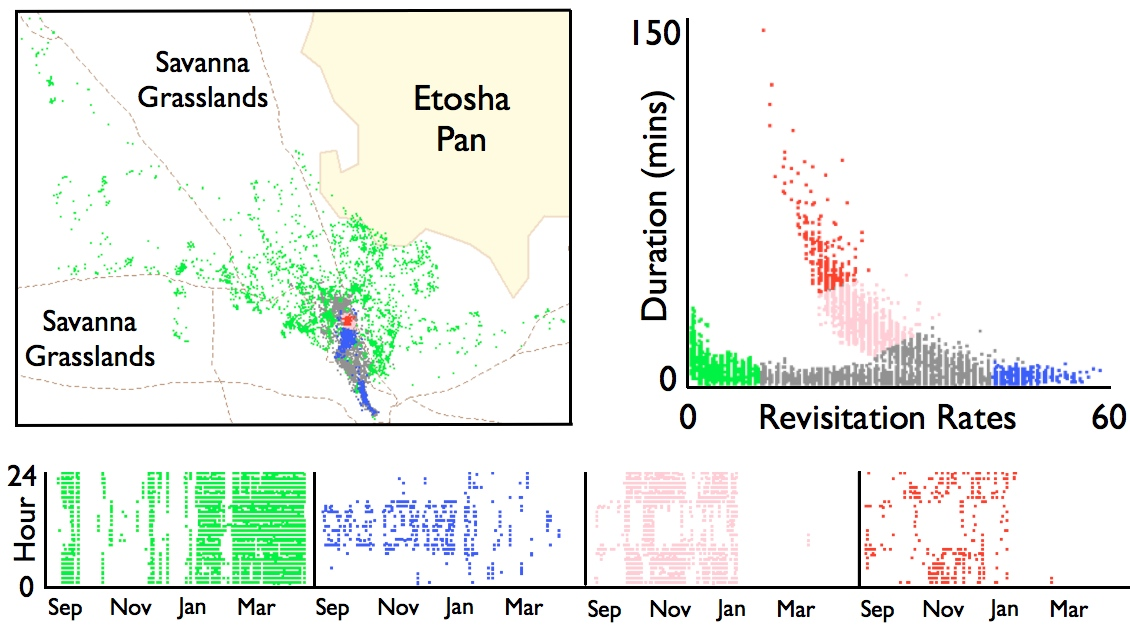 Savanna
Grasslands
Etosha
Pan
Savanna
Grasslands
150
Duration (mins)
0
0
Revisitation Rates
60
24
Hour
0
Sep Nov Jan Mar Sep Nov Jan Mar Sep Nov Jan Mar Sep Nov Jan Mar